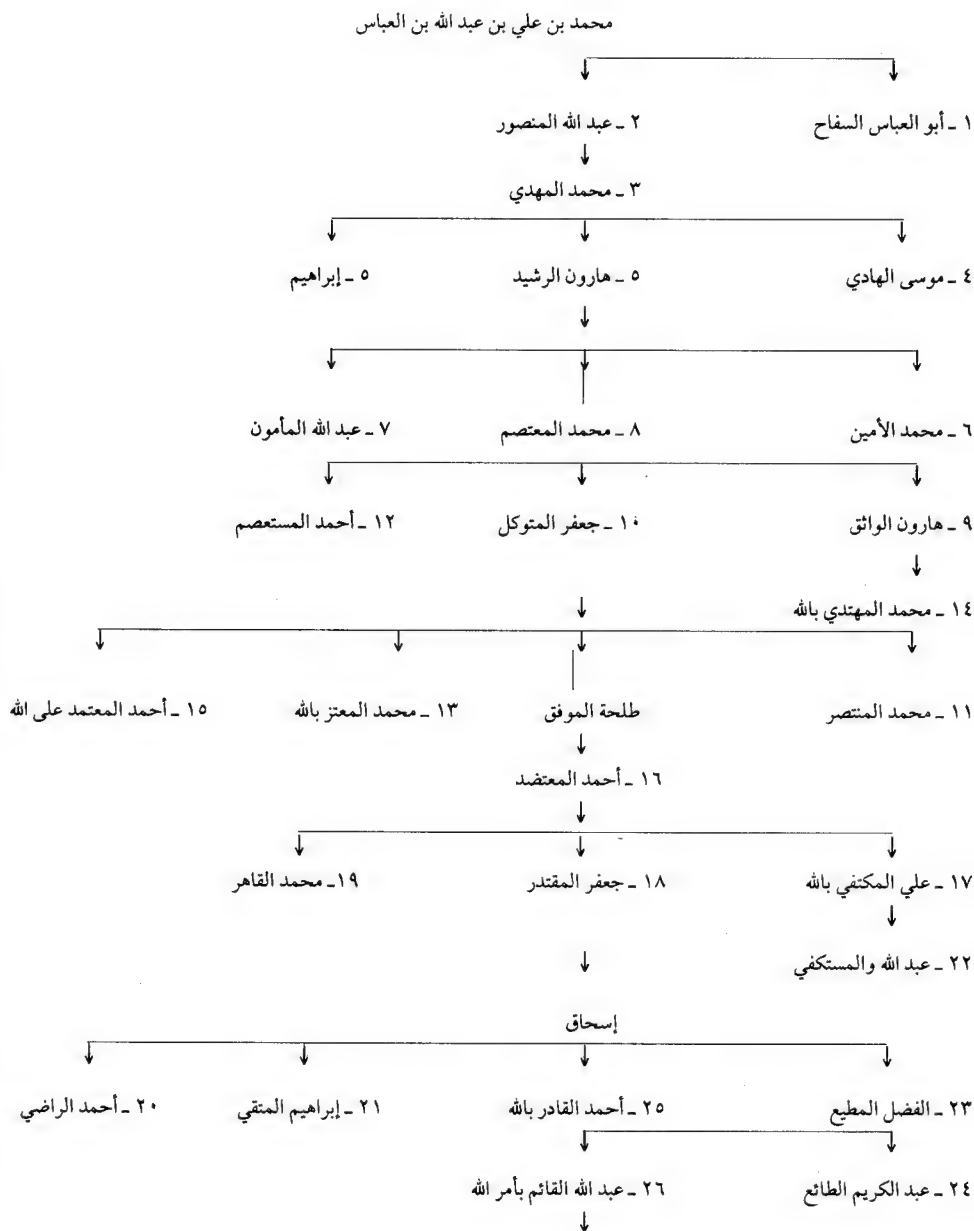 محمد بن علي بن عبد الله بن العباس
١ ـ أبو العباس السفاح ٢ ـ عبد الله المنصور
٣ ـ محمد المهدي
٤ ـ موسى الهادي ٥ ـ هارون الرشيد ٥ ـ إبراهيم
٦ ـ محمد الأمين ٨ ـ محمد المعتصم ٧ ـ عبد الله المأمون
٩ ـ هارون الواثق ١٠ ـ جعفر المتوكل ١٢ ـ أحمد المستعصم
١٤ ـ محمد المهتدي بالله
١١ ـ محمد المنتصر طلحة الموفق ١٣ ـ محمد المعتز بالله ١٥ ـ أحمد المعتمد على الله
١٦ ـ أحمد المعتضد
١٧ ـ علي المكتفي بالله ١٨ ـ جعفر المقتدر ١٩ـ محمد القاهر
٢٢ ـ عبد الله والمستكفي
إسحاق
٢٣ ـ الفضل المطيع ٢٥ ـ أحمد القادر بالله ٢١ ـ إبراهيم المتقي ٢٠ ـ أحمد الراضي
٢٤ ـ عبد الكريم الطائع ٢٦ ـ عبد الله القائم بأمر الله